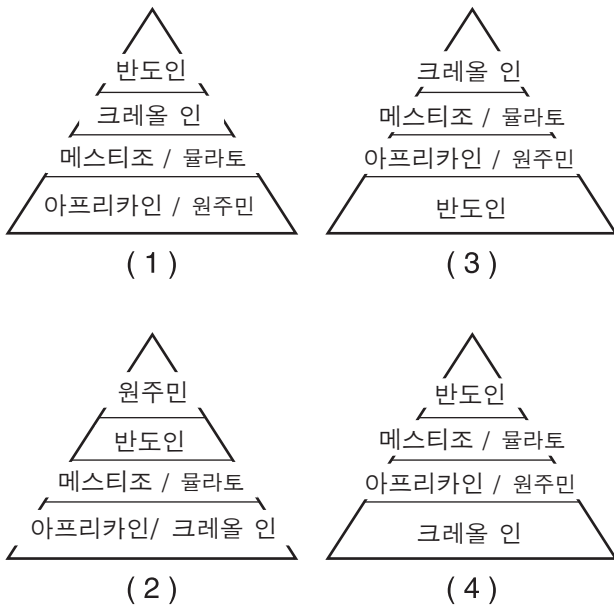 반도인
크레올 인
메스티조 / 뮬라토
아프리카인 / 원주민
(1)
크레올 인
메스티조 / 뮬라토
아프리카인 / 원주민
반도인
(3)
원주민
반도인
메스티조 / 뮬라토
아프리카인/ 크레올 인
(2)
반도인
메스티조 / 뮬라토
아프리카인 / 원주민
크레올 인
(4)